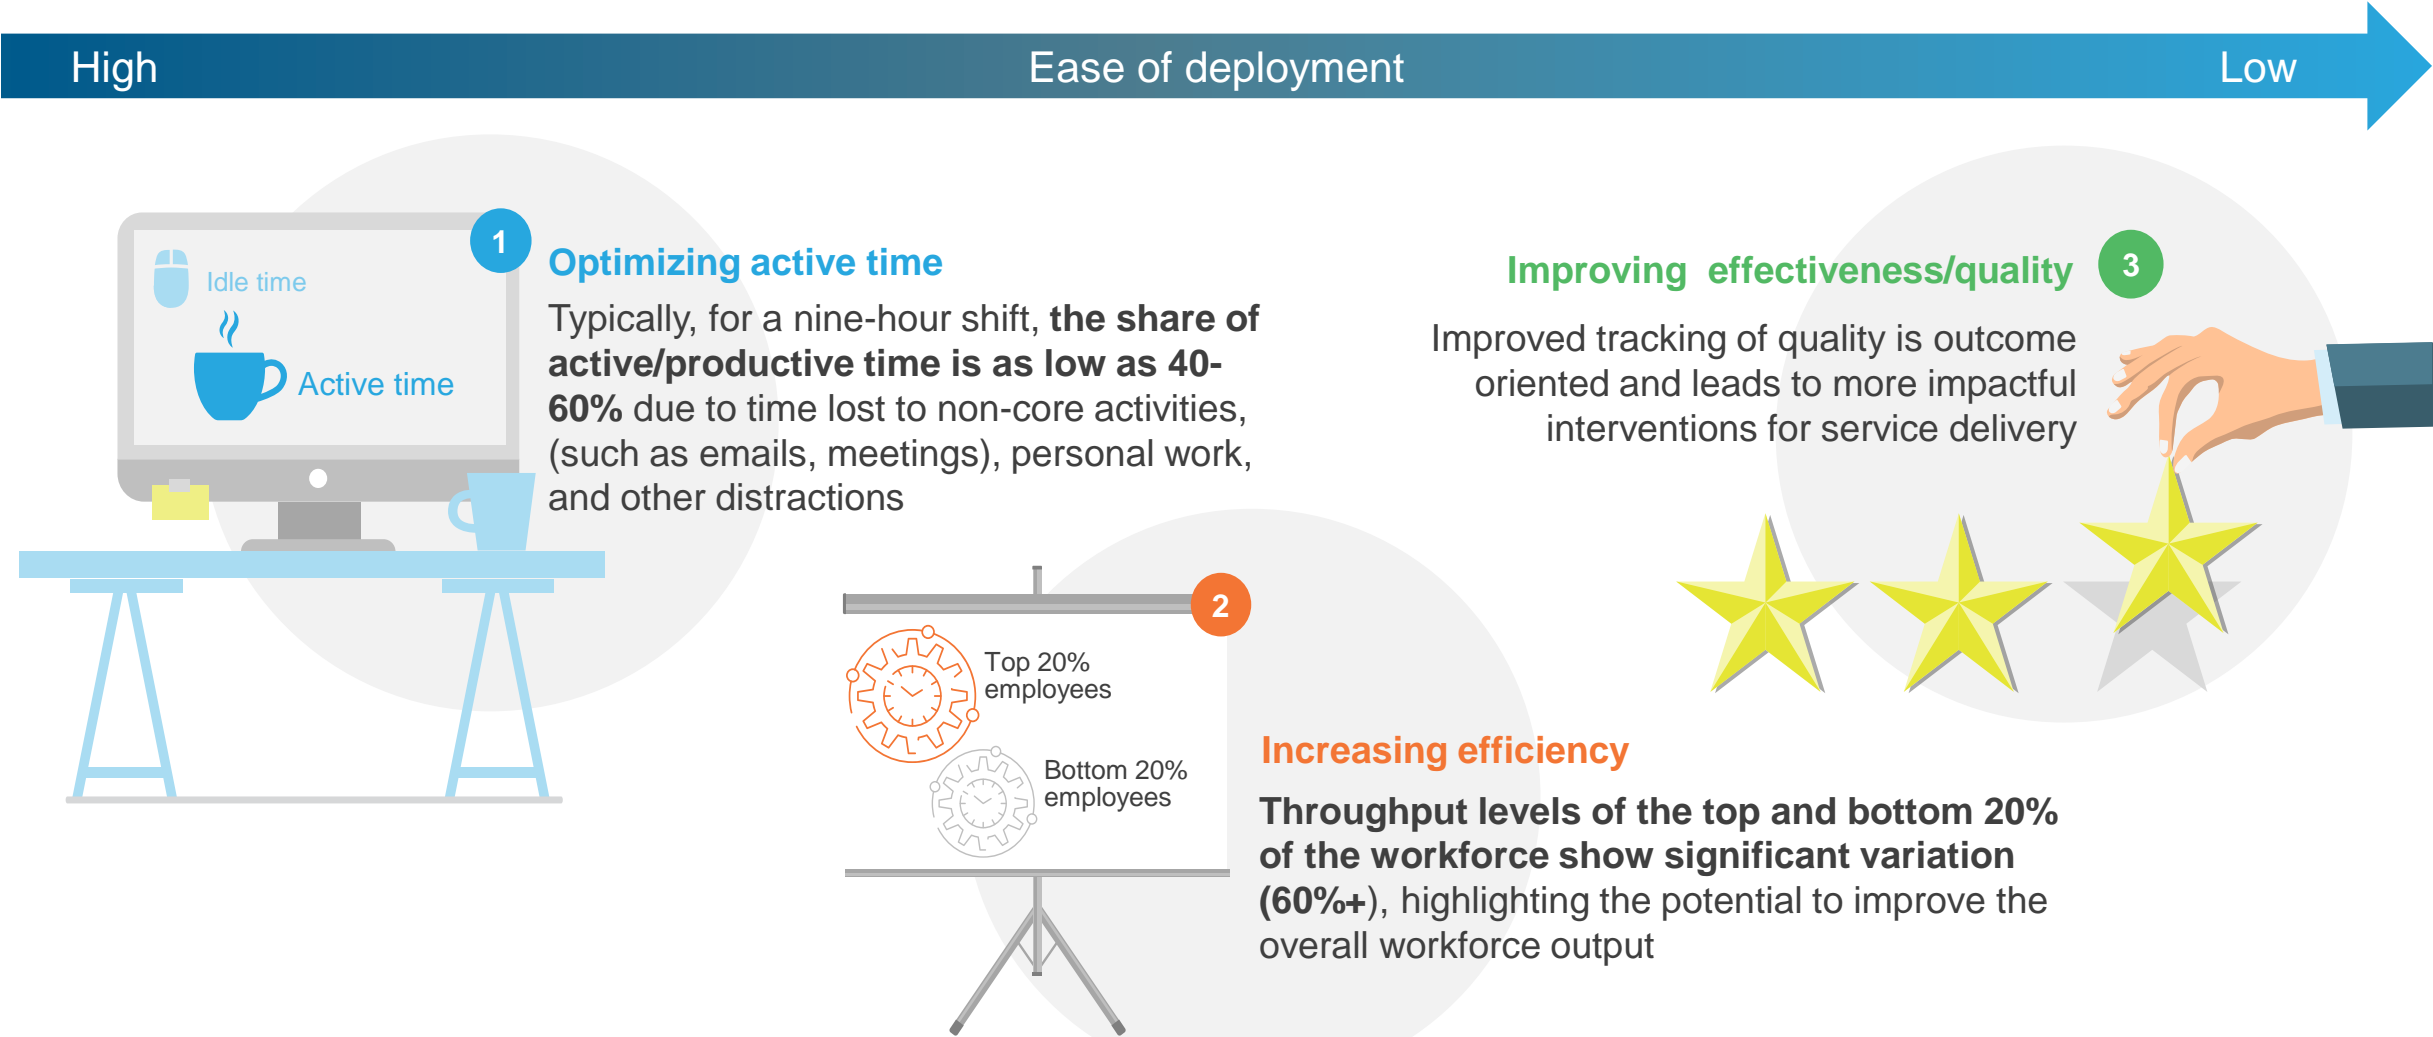 High
Ease of deployment
Low
1
Idle time
Active time
Optimizing active time
Typically, for a nine-hour shift, the share of
active/productive time is as low as 40-
60% due to time lost to non-core activities,
(such as emails, meetings), personal work,
and other distractions
2
Top 20%
employees
Bottom 20%
employees
Increasing efficiency
Throughput levels of the top and bottom 20%
of the workforce show significant variation
(60%+), highlighting the potential to improve the
overall workforce output
Improving effectiveness/quality
3
Improved tracking of quality is outcome
oriented and leads to more impactful
interventions for service delivery